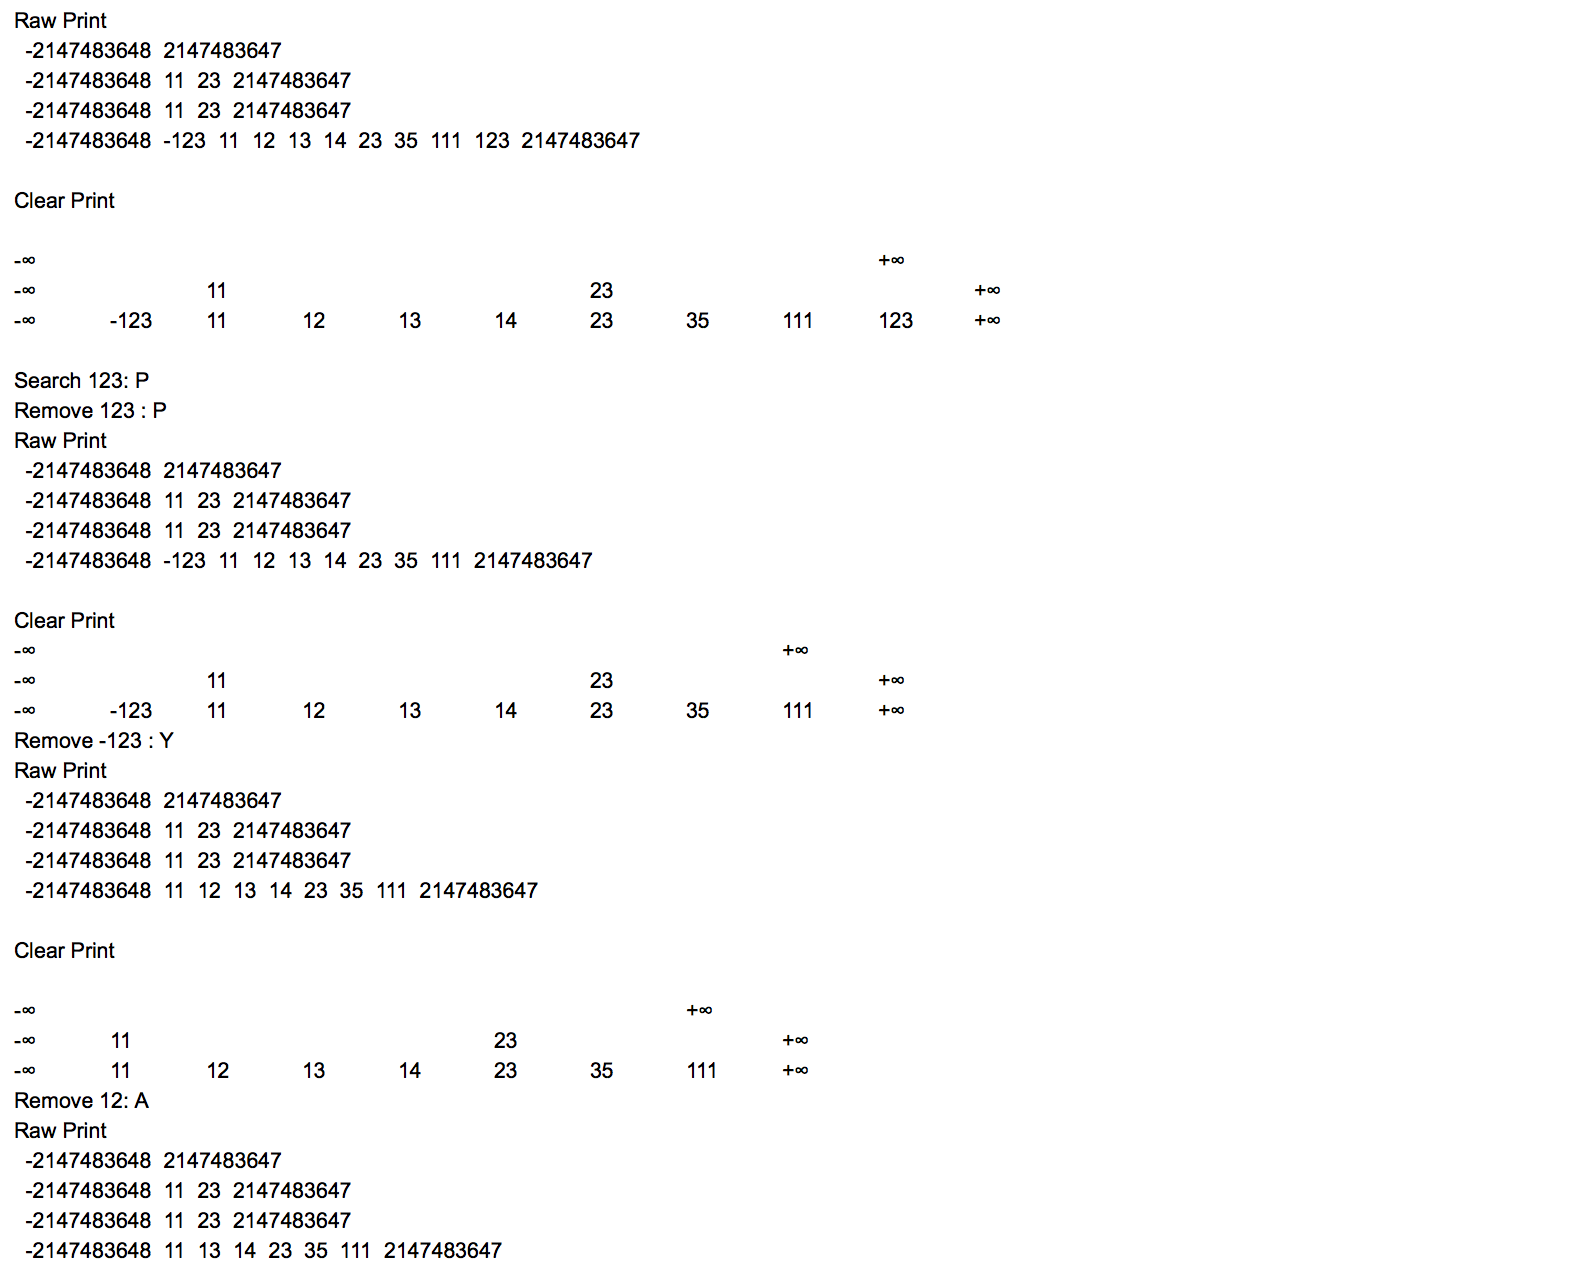 Raw Print
-2147483648 2147483647
-2147483648 11 23 2147483647
-2147483648 11 23 2147483647
-2147483648 -123 11 12 13 14 23 35 111 123 2147483647
Clear Print
-∞ +∞
-∞ 11 23 +∞
-∞ -123 11 12 13 14 23 35 111 123 +∞
Search 123: P
Remove 123 : P
Raw Print
-2147483648 2147483647
-2147483648 11 23 2147483647
-2147483648 11 23 2147483647
-2147483648 -123 11 12 13 14 23 35 111 2147483647
Clear Print
-∞ +∞
-∞ 11 23 +∞
-∞ -123 11 12 13 14 23 35 111 +∞
Remove -123 : Y
Raw Print
-2147483648 2147483647
-2147483648 11 23 2147483647
-2147483648 11 23 2147483647
-2147483648 11 12 13 14 23 35 111 2147483647
Clear Print
-∞ +∞
-∞ 11 23 +∞
-∞ 11 12 13 14 23 35 111 +∞
Remove 12: A
Raw Print
-2147483648 2147483647
-2147483648 11 23 2147483647
-2147483648 11 23 2147483647
-2147483648 11 13 14 23 35 111 2147483647